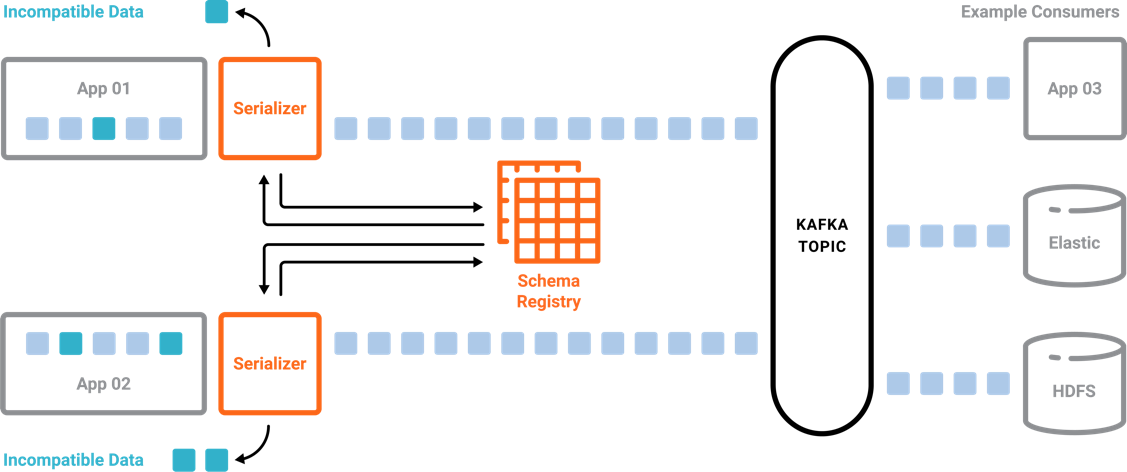 Incompatible Data
Example Consumers
App 01
Serializer
App 03
KAFKA
TOPIC
Elastic
Schema
Registry
App 02
Serializer
HDFS
Incompatible Data